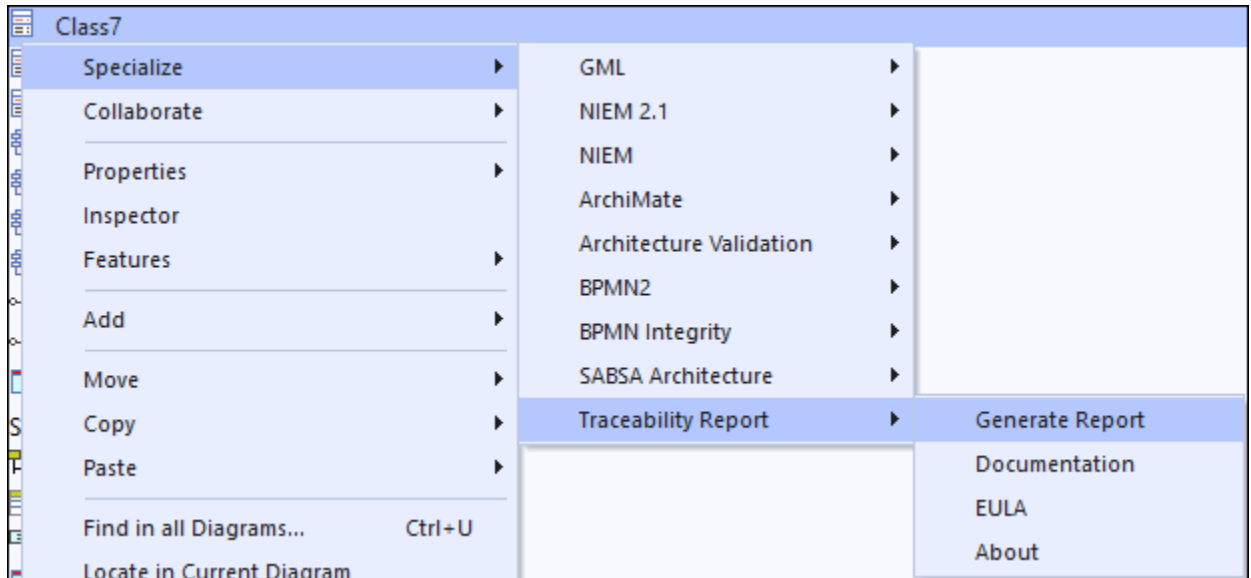 Class7
Specialize
Collaborate
Properties
Inspector
Features
Add
Move
Copy
Paste
Find in all Diagrams... Ctrl+U
Locate in Current Diagram
GML
NIEM 2.1
NIEM
ArchiMate
Architecture Validation
BPMN2
BPMN Integrity
SABSA Architecture
Traceability Report
Generate Report
Documentation
EULA
About